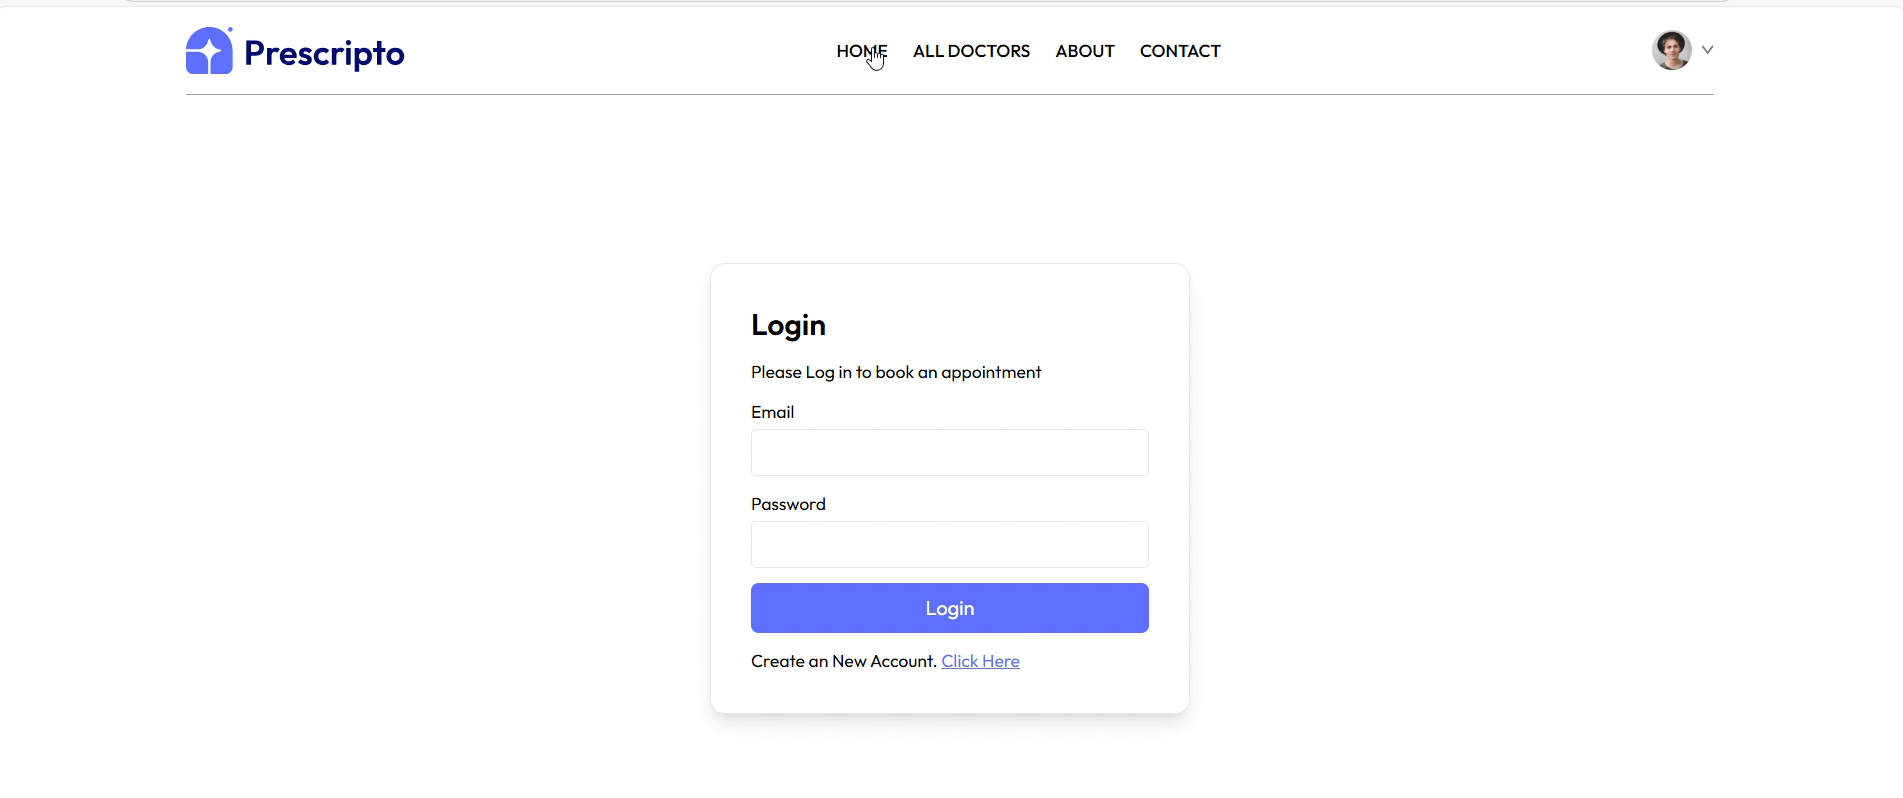 Prescripto
HOME ALL DOCTORS ABOUT CONTACT
Login
Please Log in to book an appointment
Email
Password
Login
Create an New Account. Click Here